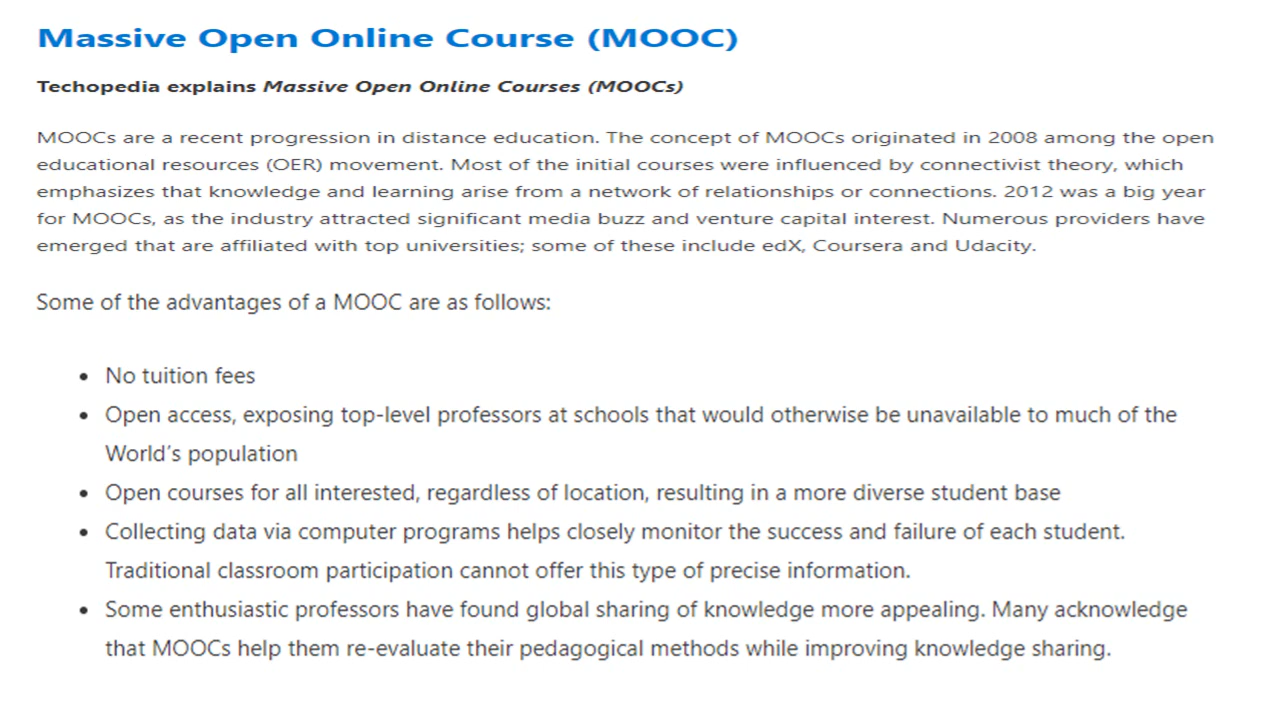 Massive Open Online Course (MOOC)
Techopedia explains Massive Open Online Courses (MOOCs)
MOOCs are a recent progression in distance education. The concept of MOOCs originated in 2008 among the open
educational resources (OER) movement. Most of the initial courses were influenced by connectivist theory, which
emphasizes that knowledge and learning arise from a network of relationships or connections. 2012 was a big year
for MOOCs, as the industry attracted significant media buzz and venture capital interest. Numerous providers have
emerged that are affiliated with top universities; some of these include edX, Coursera and Udacity.
Some of the advantages of a MOOC are as follows:
• No tuition fees
• Open access, exposing top-level professors at schools that would otherwise be unavailable to much of the
World's population
• Open courses for all interested, regardless of location, resulting in a more diverse student base
• Collecting data via computer programs helps closely monitor the success and failure of each student.
Traditional classroom participation cannot offer this type of precise information.
• Some enthusiastic professors have found global sharing of knowledge more appealing. Many acknowledge
that MOOCs help them re-evaluate their pedagogical methods while improving knowledge sharing.